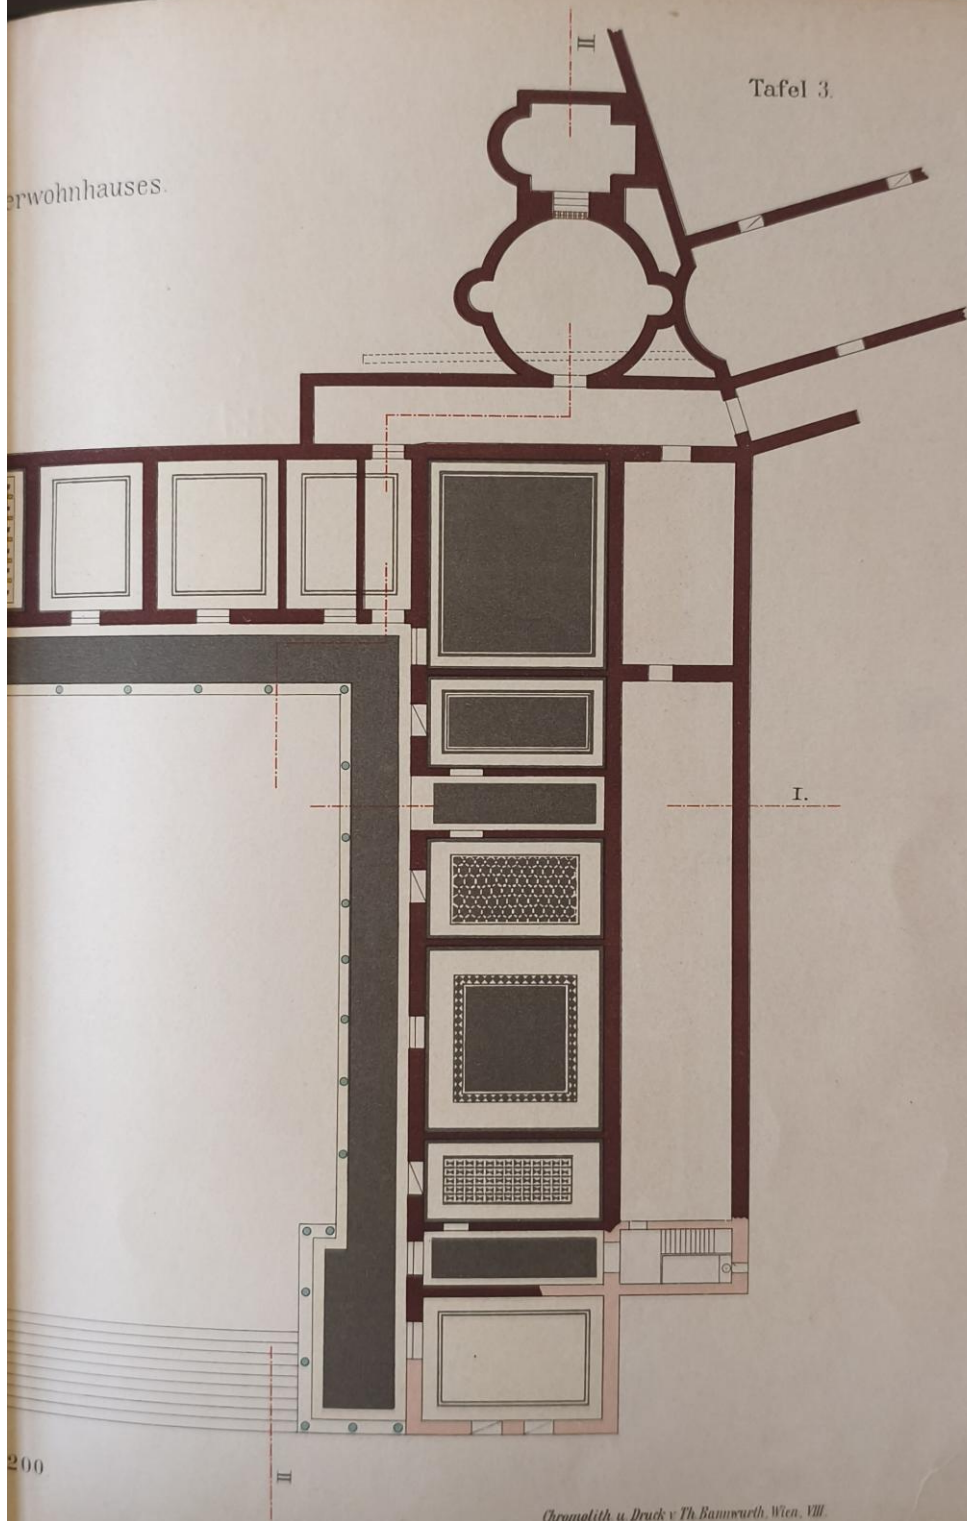 II
Tafel 3.
erwohnhauses.
I.
200
II
Chromolith u. Druck v. Th. Bannwarth, Wien, VIII.